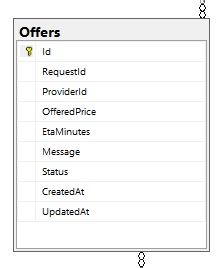 Offers
Id
RequestId
ProviderId
OfferedPrice
EtaMinutes
Message
Status
CreatedAt
UpdatedAt